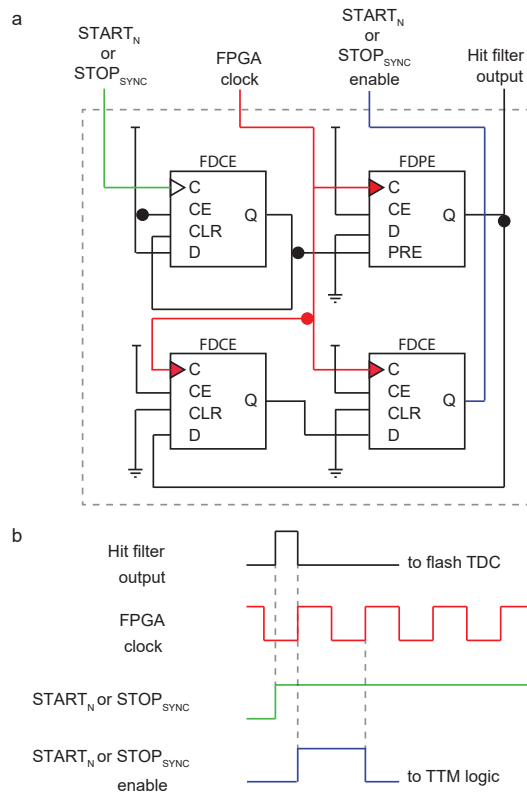 a
START_N
or
STOP_SYNC
FPGA
clock
START_N
or
STOP_SYNC
enable
Hit filter
output
FDCE
C
CE
CLR
D
Q
FDPE
C
CE
D
PRE
Q
FDCE
C
CE
CLR
D
Q
FDCE
C
CE
CLR
D
Q
b
Hit filter
output
to flash TDC
FPGA
clock
START_N or STOP_SYNC
START_N or STOP_SYNC
enable
to TTM logic